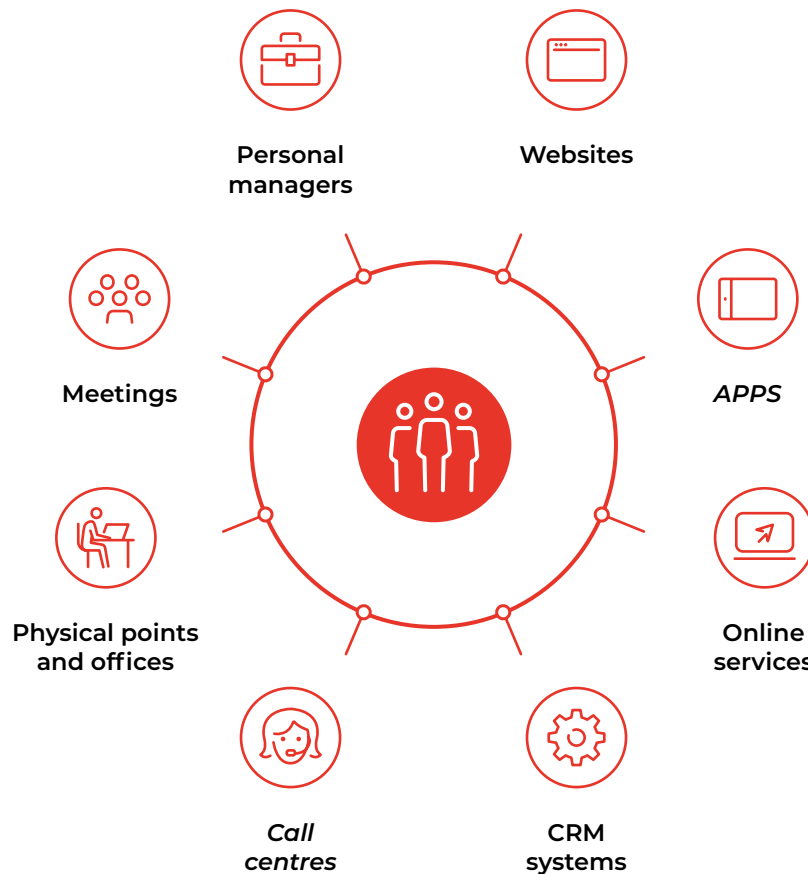 Personal
managers
Websites
Meetings
APPS
Physical points
and offices
Online
services
Call
centres
CRM
systems